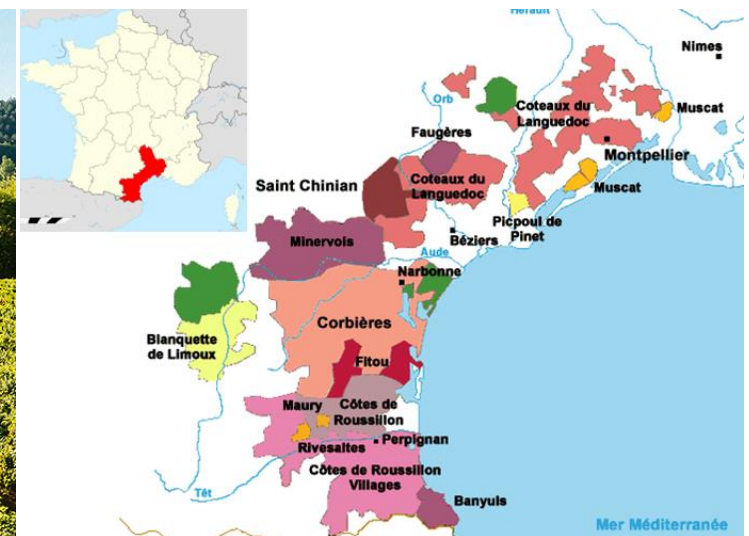 Hérault
Nimes
Orb
Coteaux du
Languedoc
Muscat
Faugères
Montpellier
Saint Chinian
Coteaux du
Languedoc
Muscat
Picpoul de
Pinet
Minervois
Béziers
Aude
Narbonne
Corbières
Blanquette
de Limoux
Fitou
Maury
Côtes de
Roussillon
Perpignan
Rivesaltes
Côtes de Roussillon
Villages
Têt
Banyuls
Mer Méditerranée